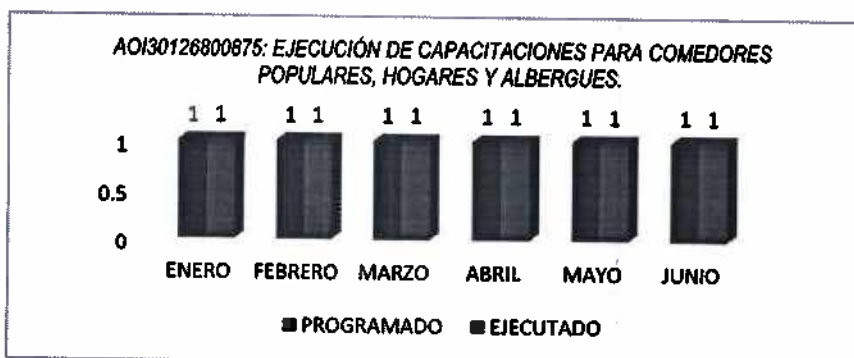 AOI30126800875: EJECUCIÓN DE CAPACITACIONES PARA COMEDORES
POPULARES, HOGARES Y ALBERGUES.
1 1 1 1 1 1 1 1 1 1 1 1
1
0.5
0
ENERO FEBRERO MARZO ABRIL MAYO JUNIO
PROGRAMADO EJECUTADO